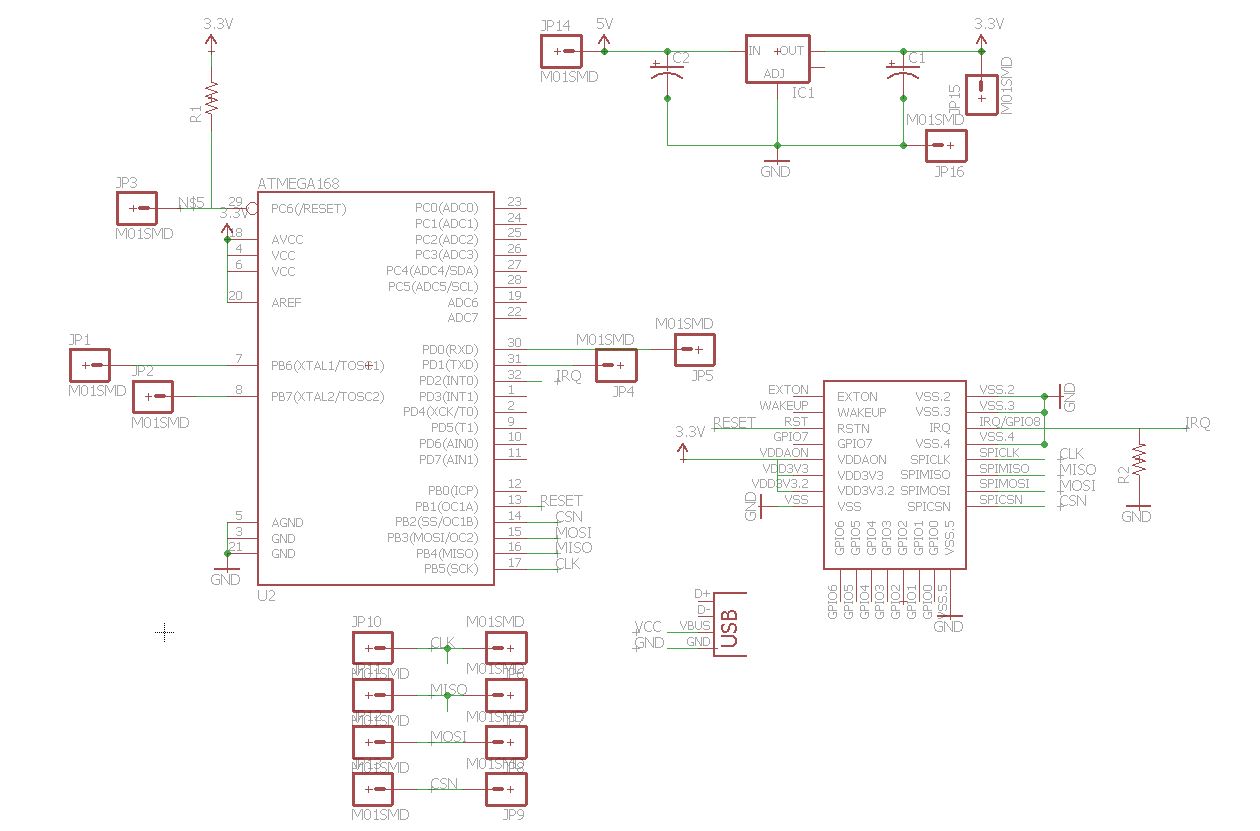 3.3V
R1
JP3
M01SMD
N$5
3.3V
ATMEGA168
29 PC6(/RESET)
18 AVCC
4 VCC
6 VCC
20 AREF
7 PB6(XTAL1/TOSC1)
8 PB7(XTAL2/TOSC2)
5 AGND
3 GND
21 GND
GND
U2
JP1
M01SMD
JP2
M01SMD
PC0(ADC0) 23
PC1(ADC1) 24
PC2(ADC2) 25
PC3(ADC3) 26
PC4(ADC4/SDA) 27
PC5(ADC5/SCL) 28
ADC6 19
ADC7 22
PD0(RXD) 30
PD1(TXD) 31
PD2(INT0) 32
PD3(INT1) 1
PD4(XCK/T0) 2
PD5(T1) 9
PD6(AIN0) 10
PD7(AIN1) 11
PB0(ICP) 12
PB1(OC1A) 13 RESET
PB2(SS/OC1B) 14 CSN
PB3(MOSI/OC2) 15 MOSI
PB4(MISO) 16 MISO
PB5(SCK) 17 CLK
IRQ
M01SMD
JP4
M01SMD
JP5
JP14
M01SMD
5V
C2
IN OUT
ADJ
IC1
GND
C1
3.3V
JP15
M01SMD
M01SMD
JP16
EXTON EXTON
WAKEUP WAKEUP
RESET RST RSTN
GPIO7 GPIO7
3.3V VDDAON VDDAON
VDD3V3 VDD3V3
VDD3V3.2 VDD3V3.2
GND VSS VSS
VSS.2 VSS.2 GND
VSS.3 VSS.3
IRQ IRQ/GPIO8 IRQ
VSS.4 VSS.4
SPICLK SPICLK CLK
SPIMISO SPIMISO MISO
SPIMOSI SPIMOSI MOSI
SPICSN SPICSN CSN
R2
GND
GPIO6 GPIO5 GPIO4 GPIO3 GPIO2 GPIO1 GPIO0 VSS.5
GPIO6 GPIO5 GPIO4 GPIO3 GPIO2 GPIO1 GPIO0 VSS.5
GND
D+
D-
VCC VBUS
GND GND
USB
JP10 M01SMD
CLK
M01SMD M01SMD
MISO
M01SMD M01SMD
MOSI
M01SMD M01SMD
CSN
M01SMD JP9